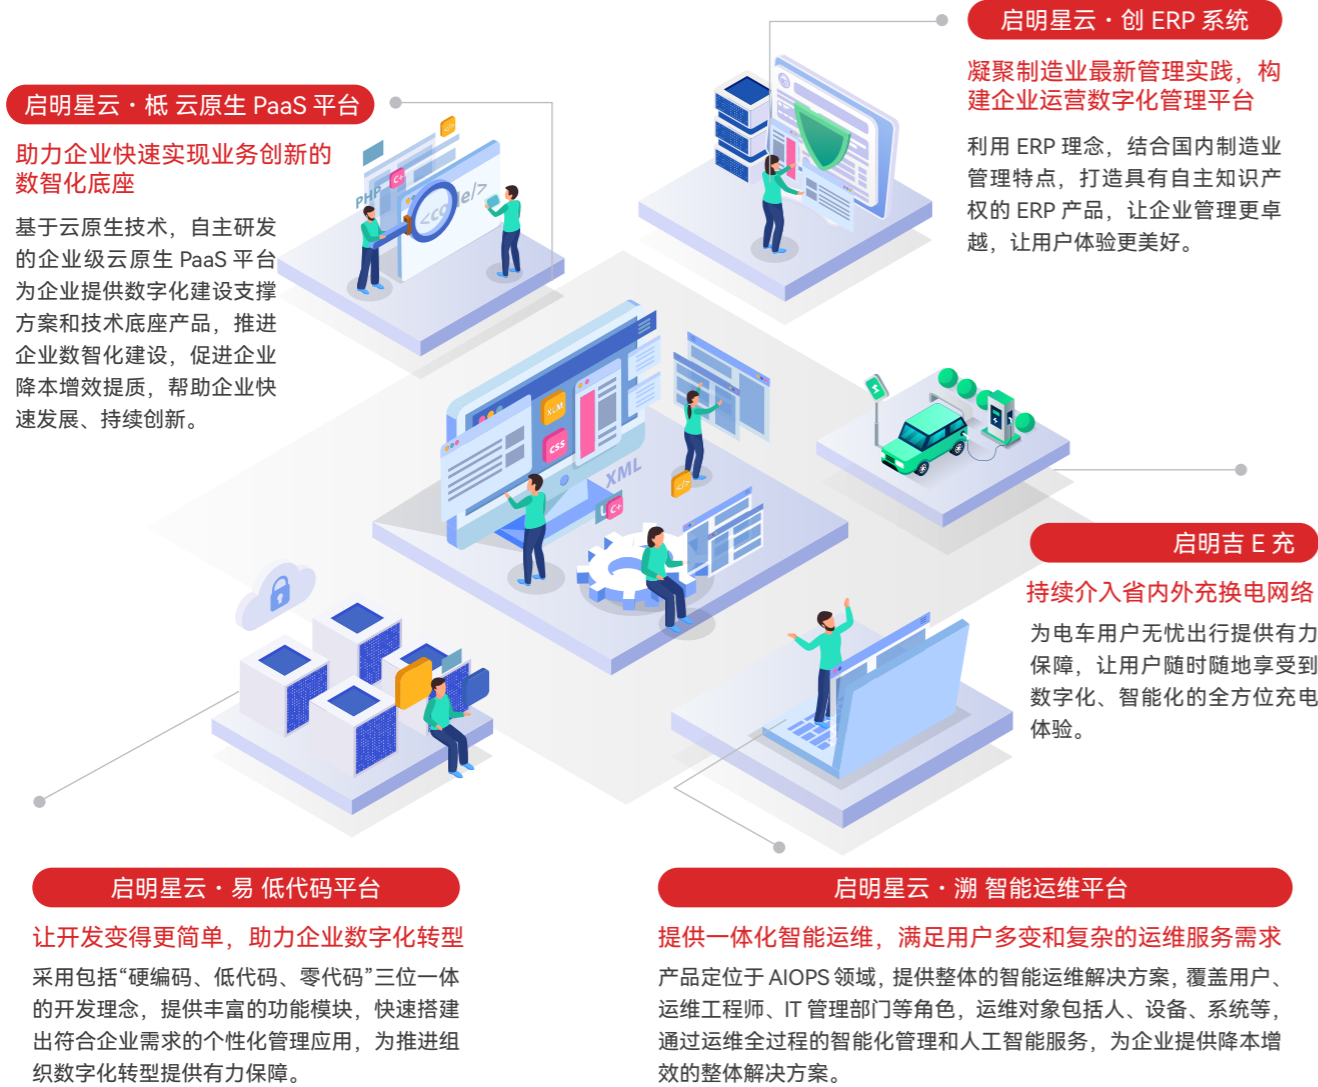 启明星云·柢 云原生 PaaS 平台
助力企业快速实现业务创新的
数智化底座
基于云原生技术，自主研发
的企业级云原生 PaaS 平台
为企业提供数字化建设支撑
方案和技术底座产品，推进
企业数智化建设，促进企业
降本增效提质，帮助企业快
速发展、持续创新。
启明星云·创 ERP 系统
凝聚制造业最新管理实践，构
建企业运营数字化管理平台
利用 ERP 理念，结合国内制造业
管理特点，打造具有自主知识产
权的 ERP 产品，让企业管理更卓
越，让用户体验更美好。
PHP
C+
</>
<code/>
XLM
CSS
XML
C+
</>
启明吉 E 充
持续介入省内外充换电网络
为电车用户无忧出行提供有力
保障，让用户随时随地享受到
数字化、智能化的全方位充电
体验。
启明星云·易 低代码平台
让开发变得更简单，助力企业数字化转型
采用包括“硬编码、低代码、零代码”三位一体
的开发理念，提供丰富的功能模块，快速搭建
出符合企业需求的个性化管理应用，为推进组
织数字化转型提供有力保障。
启明星云·溯 智能运维平台
提供一体化智能运维，满足用户多变和复杂的运维服务需求
产品定位于 AIOPS 领域，提供整体的智能运维解决方案，覆盖用户、
运维工程师、IT 管理部门等角色，运维对象包括人、设备、系统等，
通过运维全过程的智能化管理和人工智能服务，为企业提供降本增
效的整体解决方案。